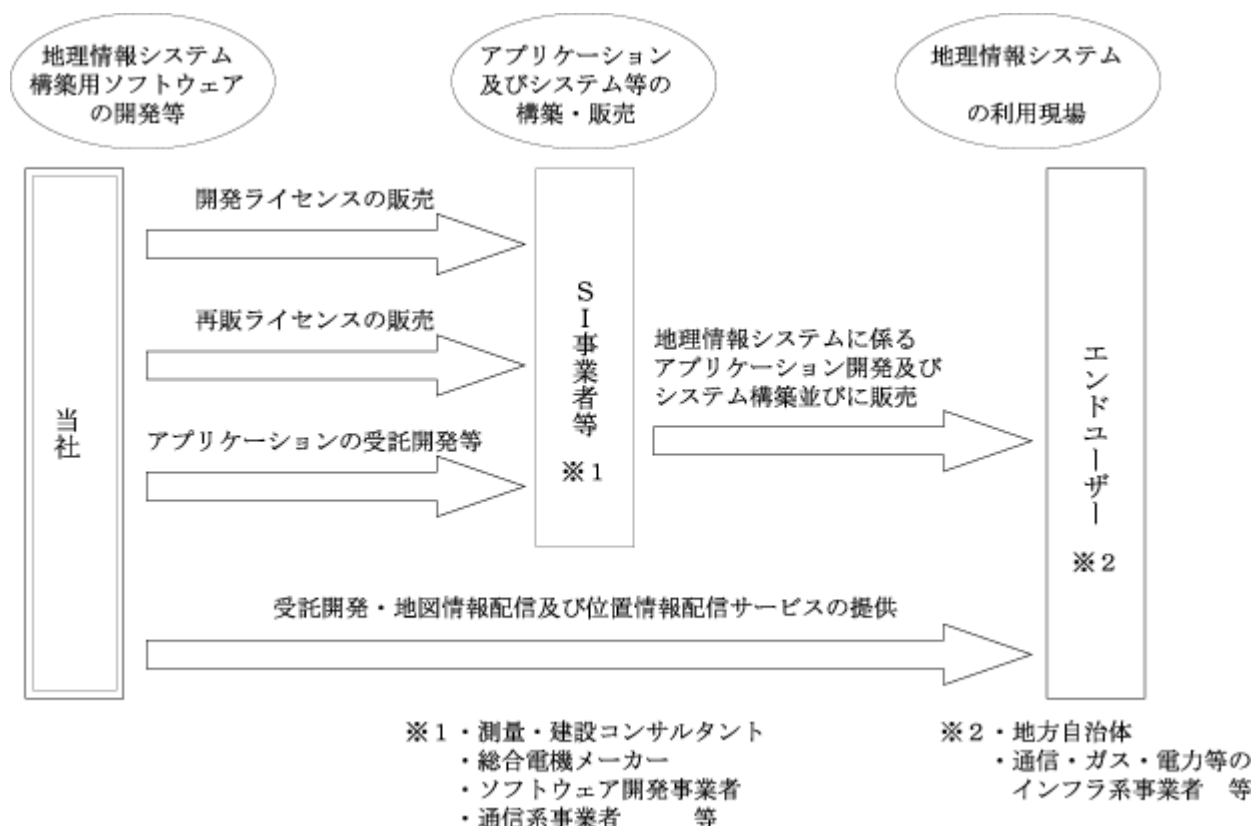 地理情報システム
構築用ソフトウェア
の開発等
アプリケーション
及びシステム等の
構築・販売
地理情報システム
の利用現場
当社
開発ライセンスの販売
再販ライセンスの販売
アプリケーションの受託開発等
SI事業者等
※1
地理情報システムに係る
アプリケーション開発及び
システム構築並びに販売
エンドユーザー
※2
受託開発・地図情報配信及び位置情報配信サービスの提供
※1・測量・建設コンサルタント
・総合電機メーカー
・ソフトウェア開発事業者
・通信系事業者 等
※2・地方自治体
・通信・ガス・電力等の
インフラ系事業者 等